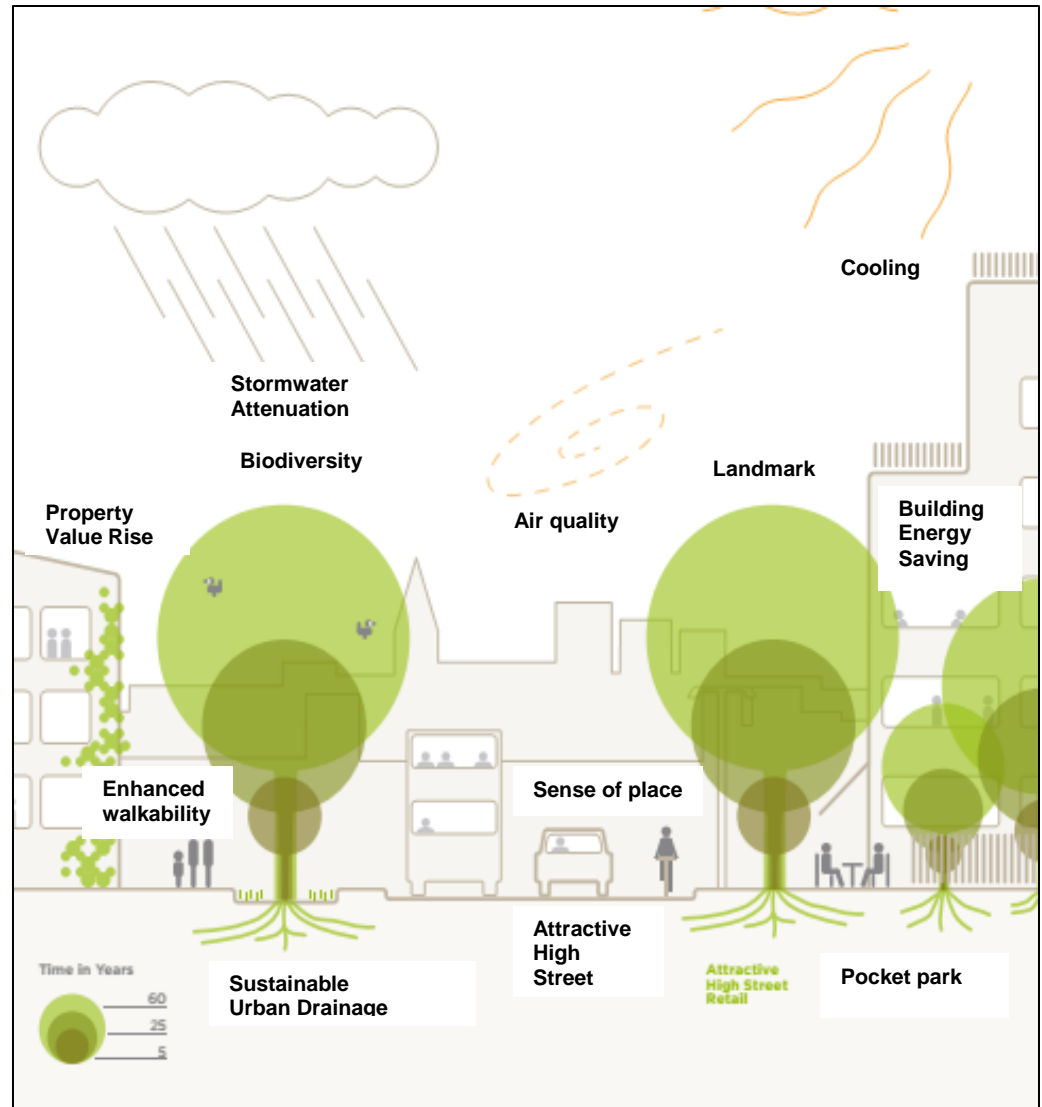 Cooling
Stormwater
Attenuation
Biodiversity
Landmark
Property
Value Rise
Air quality
Building
Energy
Saving
Enhanced
walkability
Sense of place
Attractive
High
Street
Time in Years
60
25
5
Sustainable
Urban Drainage
Attractive
High Street
Retail
Pocket park